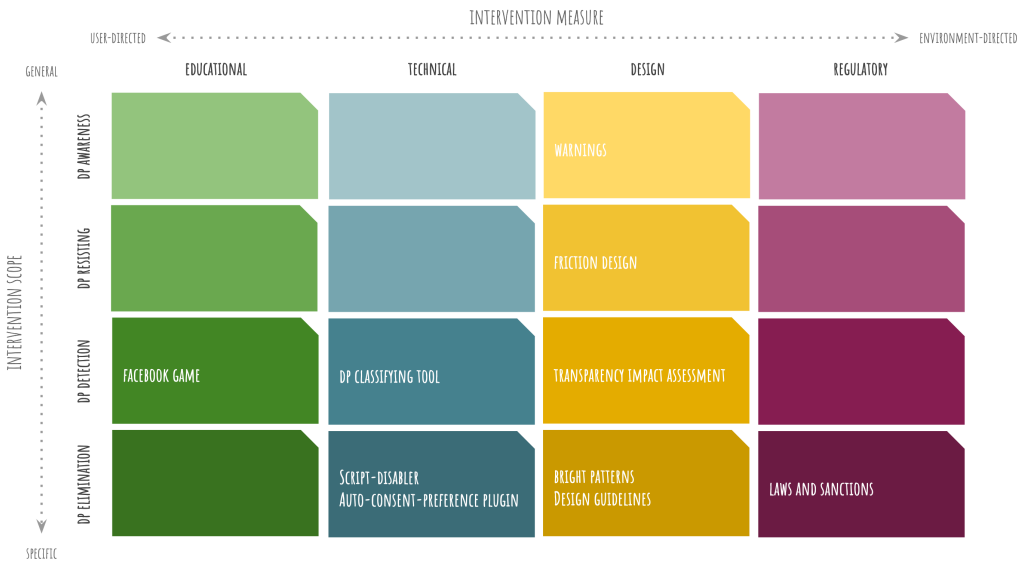 INTERVENTION MEASURE
USER-DIRECTED
ENVIRONMENT-DIRECTED
GENERAL
EDUCATIONAL
TECHNICAL
DESIGN
REGULATORY
INTERVENTION SCOPE
DP AWARENESS
WARNINGS
DP RESISTING
FRICTION DESIGN
DP DETECTION
FACEBOOK GAME
DP CLASSIFYING TOOL
TRANSPARENCY IMPACT ASSESSMENT
DP ELIMINATION
SCRIPT-DISABLER
AUTO-CONSENT-PREFERENCE PLUGIN
BRIGHT PATTERNS
DESIGN GUIDELINES
LAWS AND SANCTIONS
SPECIFIC